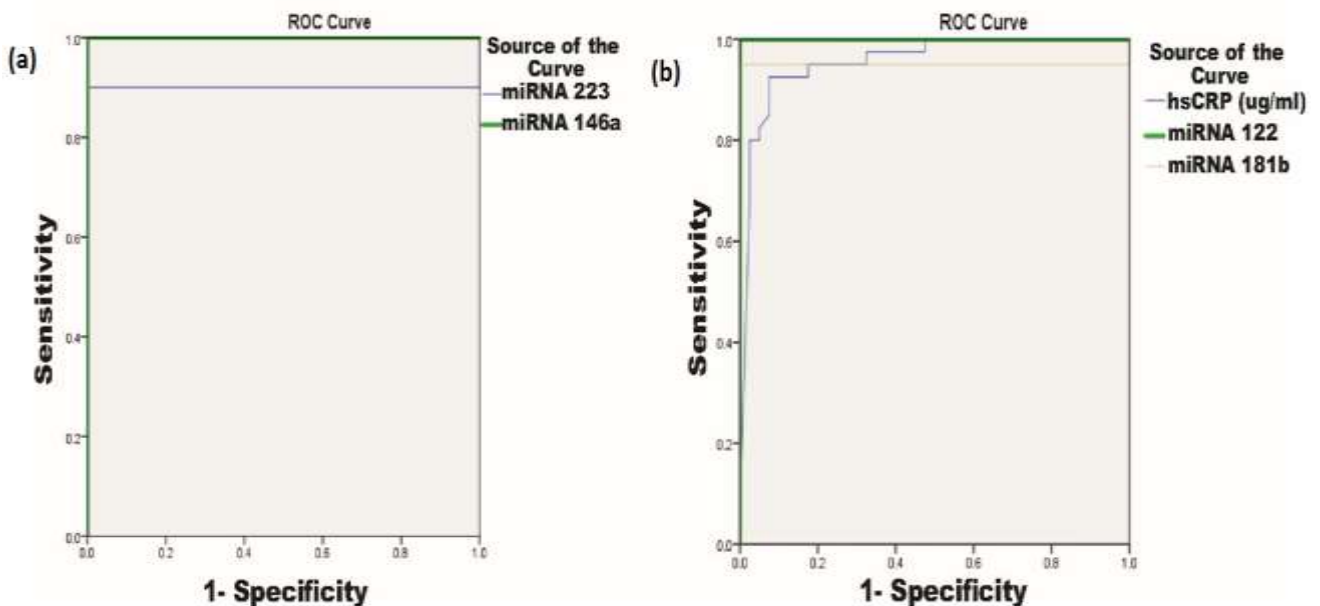 (a)
ROC Curve
Source of the
Curve
miRNA 223
miRNA 146a
1.0
0.8
0.6
0.4
0.2
0.0
Sensitivity
0.0 0.2 0.4 0.6 0.8 1.0
1- Specificity
(b)
ROC Curve
Source of the
Curve
hsCRP (ug/ml)
miRNA 122
miRNA 181b
1.0
0.8
0.6
0.4
0.2
0.0
Sensitivity
0.0 0.2 0.4 0.6 0.8 1.0
1- Specificity